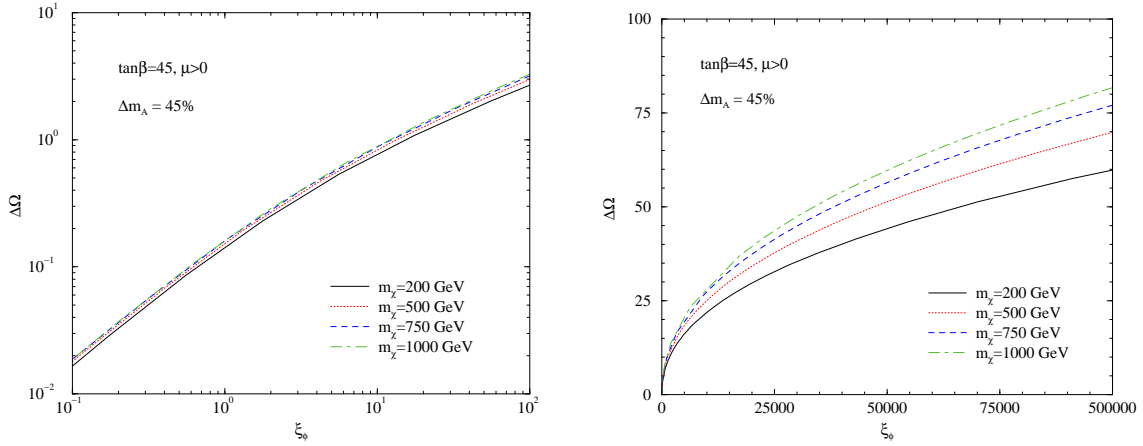 10¹
10⁰
10⁻¹
10⁻²
ΔΩ
tanβ=45, μ>0
Δm_A = 45%
m_χ=200 GeV
m_χ=500 GeV
m_χ=750 GeV
m_χ=1000 GeV
10⁻¹ 10⁰ 10¹ 10²
ξ_ϕ
100
75
50
25
0
ΔΩ
tanβ=45, μ>0
Δm_A = 45%
m_χ=200 GeV
m_χ=500 GeV
m_χ=750 GeV
m_χ=1000 GeV
0 25000 50000 75000 500000
ξ_ϕ